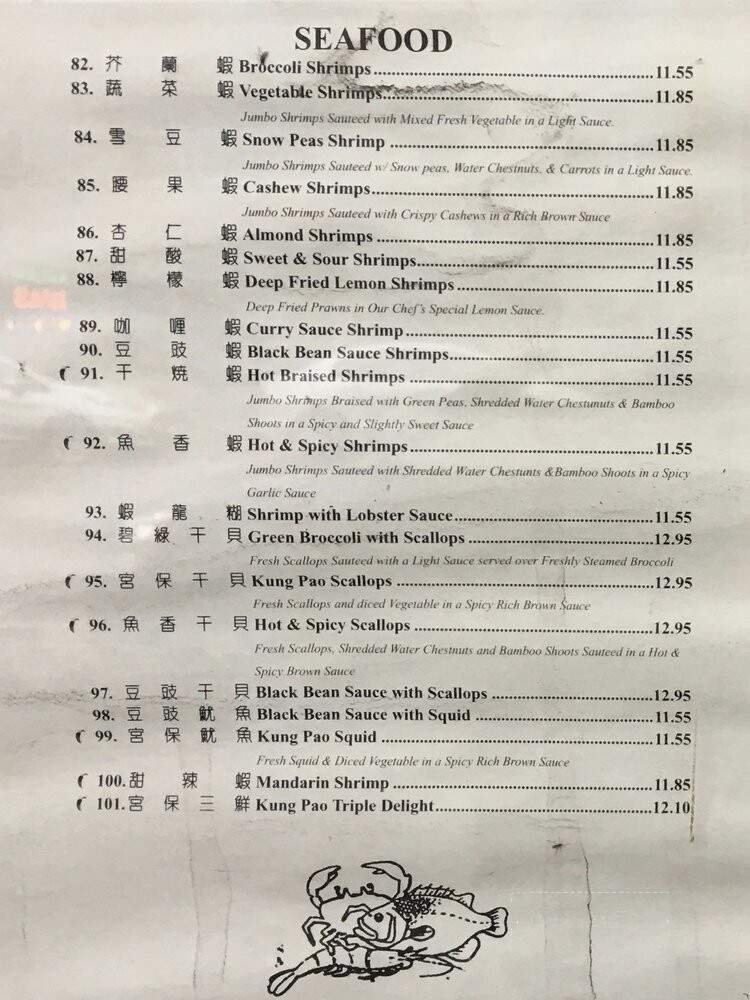 SEAFOOD
82. 芥 蘭 蝦 Broccoli Shrimps 11.55
83. 蔬 菜 蝦 Vegetable Shrimps 11.85
Jumbo Shrimps Sauteed with Mixed Fresh Vegetable in a Light Sauce.
84. 雪 豆 蝦 Snow Peas Shrimp 11.85
Jumbo Shrimps Sauteed w/ Snow peas, Water Chestnuts, & Carrots in a Light Sauce.
85. 腰 果 蝦 Cashew Shrimps 11.85
Jumbo Shrimps Sauteed with Crispy Cashews in a Rich Brown Sauce
86. 杏 仁 蝦 Almond Shrimps 11.85
87. 甜 酸 蝦 Sweet & Sour Shrimps 11.55
88. 檸 檬 蝦 Deep Fried Lemon Shrimps 11.85
Deep Fried Prawns in Our Chef's Special Lemon Sauce.
89. 咖 喱 蝦 Curry Sauce Shrimp 11.55
90. 豆 豉 蝦 Black Bean Sauce Shrimps 11.55
91. 干 燒 蝦 Hot Braised Shrimps 11.55
Jumbo Shrimps Braised with Green Peas, Shredded Water Chestunuts & Bamboo
Shoots in a Spicy and Slightly Sweet Sauce
92. 魚 香 蝦 Hot & Spicy Shrimps 11.55
Jumbo Shrimps Sauteed with Shredded Water Chestunts &Bamboo Shoots in a Spicy
Garlic Sauce
93. 蝦 龍 糊 Shrimp with Lobster Sauce 11.55
94. 碧 綠 干 貝 Green Broccoli with Scallops 12.95
Fresh Scallops Sauteed with a Light Sauce served over Freshly Steamed Broccoli
95. 宮 保 干 貝 Kung Pao Scallops 12.95
Fresh Scallops and diced Vegetable in a Spicy Rich Brown Sauce
96. 魚 香 干 貝 Hot & Spicy Scallops 12.95
Fresh Scallops, Shredded Water Chestnuts and Bamboo Shoots Sauteed in a Hot &
Spicy Brown Sauce
97. 豆 豉 干 貝 Black Bean Sauce with Scallops 12.95
98. 豆 豉 魷 魚 Black Bean Sauce with Squid 11.55
99. 宮 保 魷 魚 Kung Pao Squid 11.55
Fresh Squid & Diced Vegetable in a Spicy Rich Brown Sauce
100. 甜 辣 蝦 Mandarin Shrimp 11.85
101. 宮 保 三 鮮 Kung Pao Triple Delight 12.10